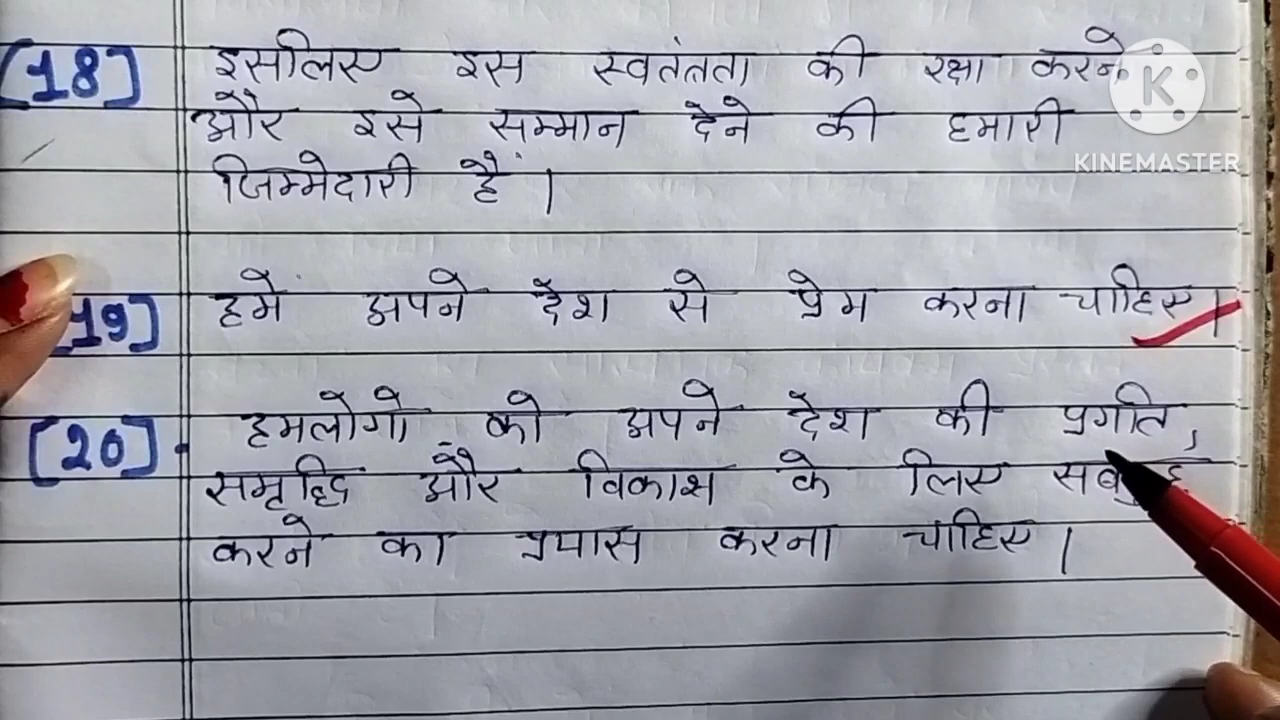 [18] इसीलिए इस स्वतंत्रता की रक्षा करने
और इसे सम्मान देने की हमारी
जिम्मेदारी हैं।
[19] हमें अपने देश से प्रेम करना चाहिए।
[20] हमलोगो को अपने देश की प्रगति,
समृद्धि और विकाश के लिए सबकुछ
करने का प्रयास करना चाहिए।
KINEMASTER